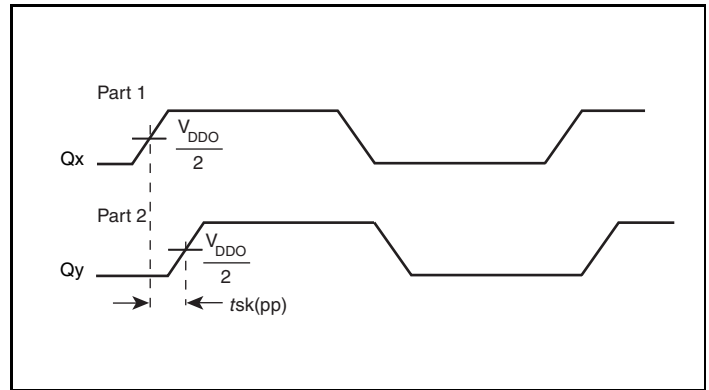 Part 1
Qx
V_DDO
2
Part 2
Qy
V_DDO
2
tsk(pp)